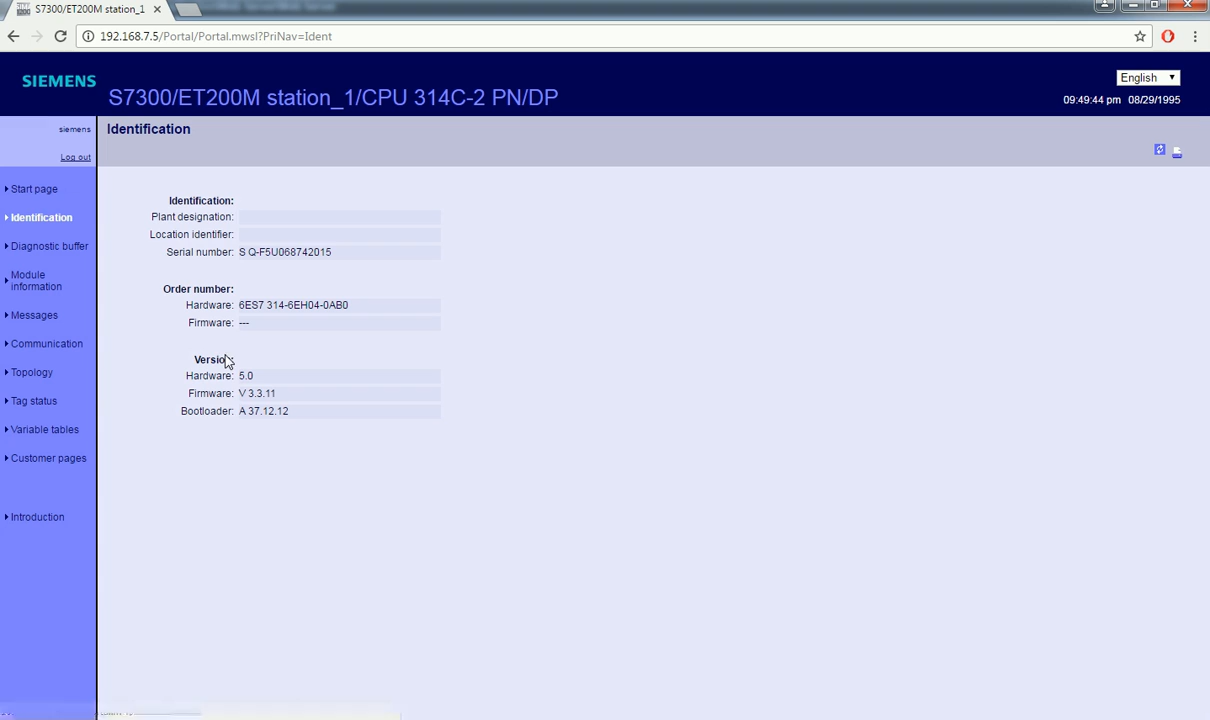 S7300/ET200M station_1
192.168.7.5/Portal/Portal.mwsl?PriNav=Ident
SIEMENS
S7300/ET200M station_1/CPU 314C-2 PN/DP
English
09:49:44 pm 08/29/1995
siemens
Log out
Identification
Start page
Identification
Diagnostic buffer
Module
information
Messages
Communication
Topology
Tag status
Variable tables
Customer pages
Introduction
Identification:
Plant designation:
Location identifier:
Serial number: S Q-F5U068742015
Order number:
Hardware: 6ES7 314-6EH04-0AB0
Firmware: ---
Version:
Hardware: 5.0
Firmware: V 3.3.11
Bootloader: A 37.12.12